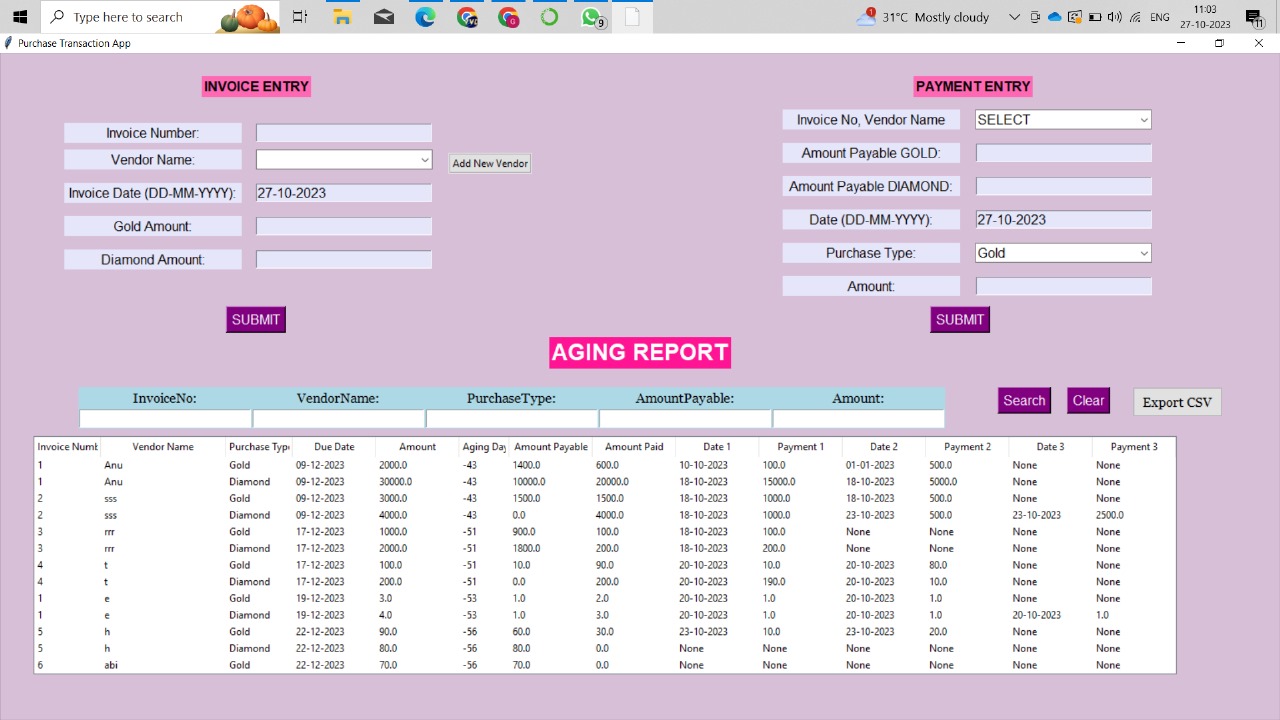 Type here to search
9
1
31°C Mostly cloudy
ENG
11:03
27-10-2023
11
Purchase Transaction App
INVOICE ENTRY
Invoice Number:
Vendor Name:
Add New Vendor
Invoice Date (DD-MM-YYYY): 27-10-2023
Gold Amount:
Diamond Amount:
SUBMIT
PAYMENT ENTRY
Invoice No, Vendor Name SELECT
Amount Payable GOLD:
Amount Payable DIAMOND:
Date (DD-MM-YYYY): 27-10-2023
Purchase Type: Gold
Amount:
SUBMIT
AGING REPORT
InvoiceNo: VendorName: PurchaseType: AmountPayable: Amount:
Search Clear Export CSV
Invoice Numb Vendor Name Purchase Type Due Date Amount Aging Day Amount Payable Amount Paid Date 1 Payment 1 Date 2 Payment 2 Date 3 Payment 3
1 Anu Gold 09-12-2023 2000.0 -43 1400.0 600.0 10-10-2023 100.0 01-01-2023 500.0 None None
1 Anu Diamond 09-12-2023 30000.0 -43 10000.0 20000.0 18-10-2023 15000.0 18-10-2023 5000.0 None None
2 sss Gold 09-12-2023 3000.0 -43 1500.0 1500.0 18-10-2023 1000.0 18-10-2023 500.0 None None
2 sss Diamond 09-12-2023 4000.0 -43 0.0 4000.0 18-10-2023 1000.0 23-10-2023 500.0 23-10-2023 2500.0
3 rrr Gold 17-12-2023 1000.0 -51 900.0 100.0 18-10-2023 100.0 None None None None
3 rrr Diamond 17-12-2023 2000.0 -51 1800.0 200.0 18-10-2023 200.0 None None None None
4 t Gold 17-12-2023 100.0 -51 10.0 90.0 20-10-2023 10.0 20-10-2023 80.0 None None
4 t Diamond 17-12-2023 200.0 -51 0.0 200.0 20-10-2023 190.0 20-10-2023 10.0 None None
1 e Gold 19-12-2023 3.0 -53 1.0 2.0 20-10-2023 1.0 20-10-2023 1.0 None None
1 e Diamond 19-12-2023 4.0 -53 1.0 3.0 20-10-2023 1.0 20-10-2023 1.0 20-10-2023 1.0
5 h Gold 22-12-2023 90.0 -56 60.0 30.0 23-10-2023 10.0 23-10-2023 20.0 None None
5 h Diamond 22-12-2023 80.0 -56 80.0 0.0 None None None None None None
6 abi Gold 22-12-2023 70.0 -56 70.0 0.0 None None None None None None